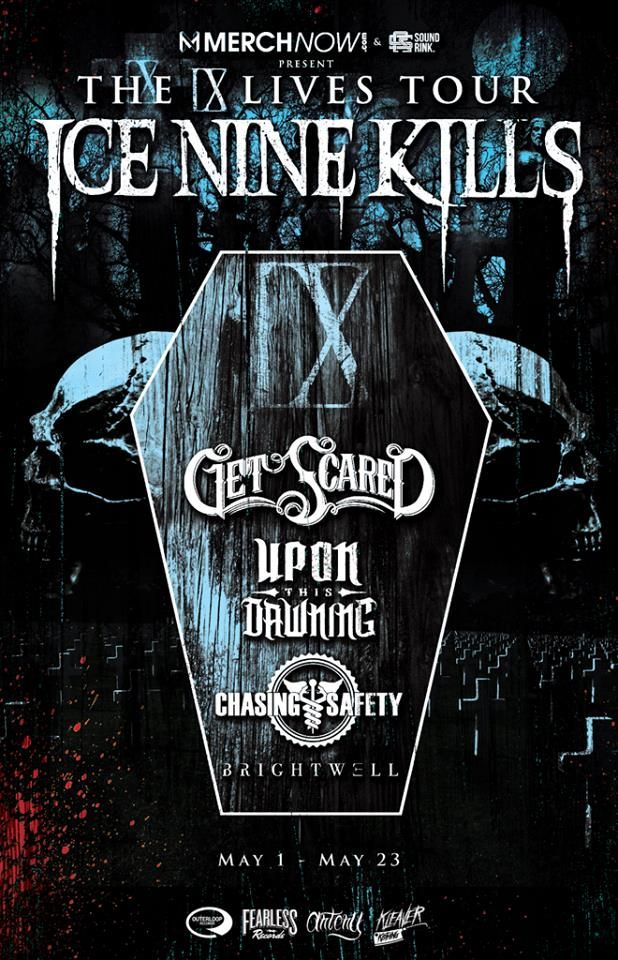 MERCHNOW.COM & SOUND RINK.
PRESENT
THE IX LIVES TOUR
ICE NINE KILLS
IX
GET SCARED
UPON
THIS
DAWNING
CHASING SAFETY
BRIGHTWELL
MAY 1 - MAY 23
OUTERLOOP FEARLESS Records artery KLEAVER